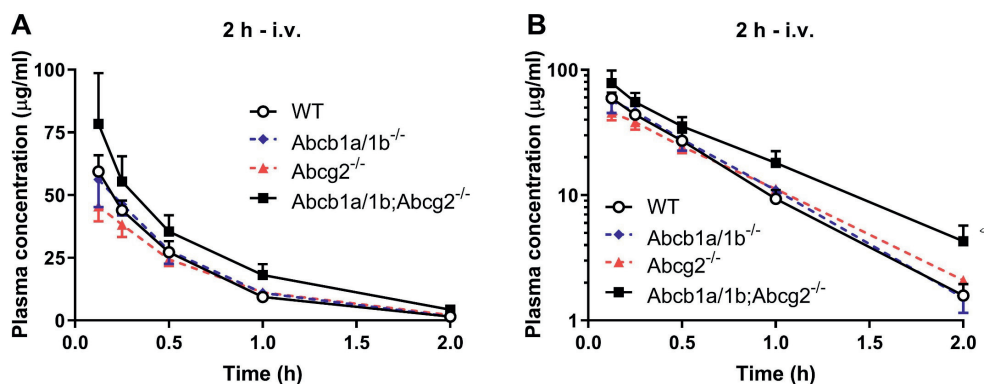 A
2 h - i.v.
Plasma concentration (µg/ml)
100
75
50
25
0
WT
Abcb1a/1b-/-
Abcg2-/-
Abcb1a/1b;Abcg2-/-
0.0 0.5 1.0 1.5 2.0
Time (h)
B
2 h - i.v.
Plasma concentration (µg/ml)
100
10
1
WT
Abcb1a/1b-/-
Abcg2-/-
Abcb1a/1b;Abcg2-/-
0.0 0.5 1.0 1.5 2.0
Time (h)